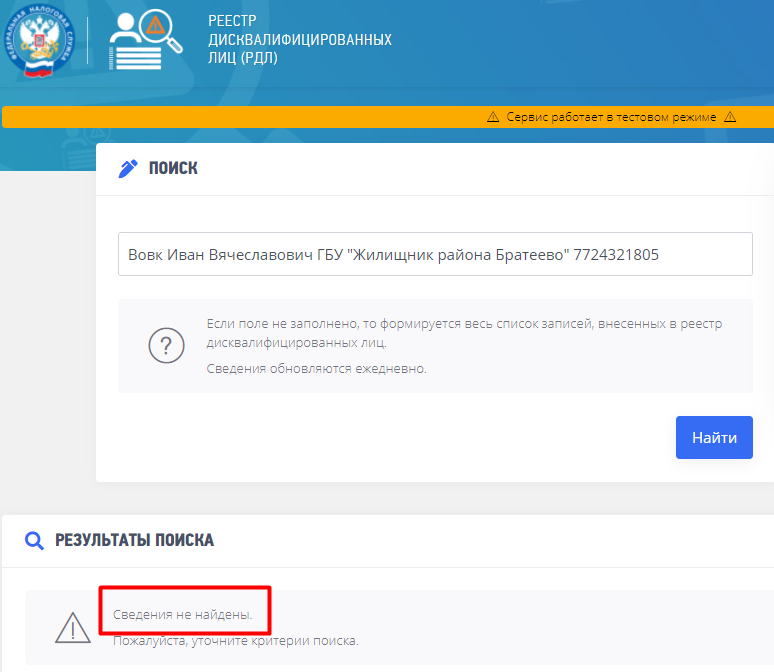 РЕЕСТР
ДИСКВАЛИФИЦИРОВАННЫХ
ЛИЦ (РДЛ)
ФЕДЕРАЛЬНАЯ НАЛОГОВАЯ СЛУЖБА
Сервис работает в тестовом режиме
ПОИСК
Вовк Иван Вячеславович ГБУ "Жилищник района Братеево" 7724321805
Если поле не заполнено, то формируется весь список записей, внесенных в реестр
дисквалифицированных лиц.
Сведения обновляются ежедневно.
Найти
РЕЗУЛЬТАТЫ ПОИСКА
Сведения не найдены.
Пожалуйста, уточните критерии поиска.